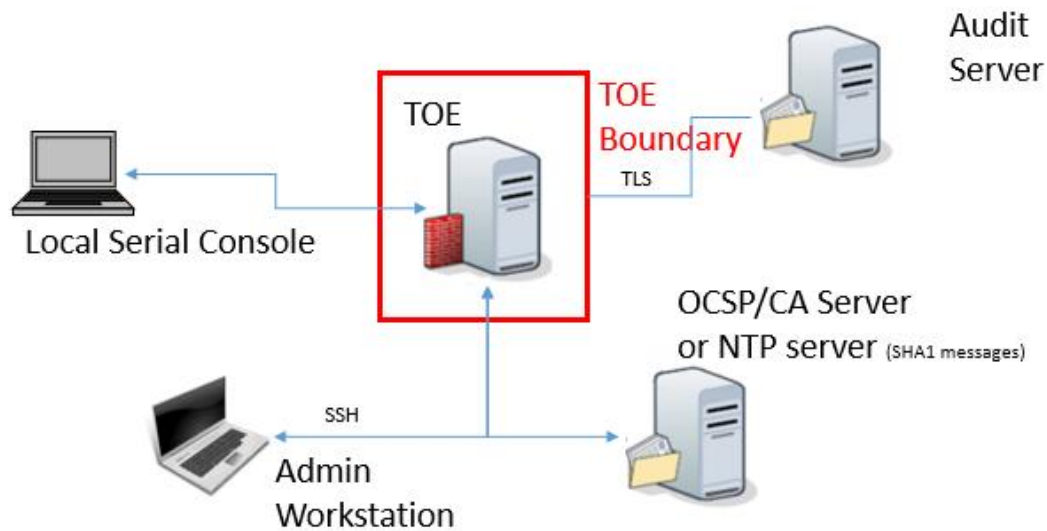 Audit
Server
TOE
TOE
Boundary
TLS
Local Serial Console
OCSP/CA Server
or NTP server (SHA1 messages)
SSH
Admin
Workstation